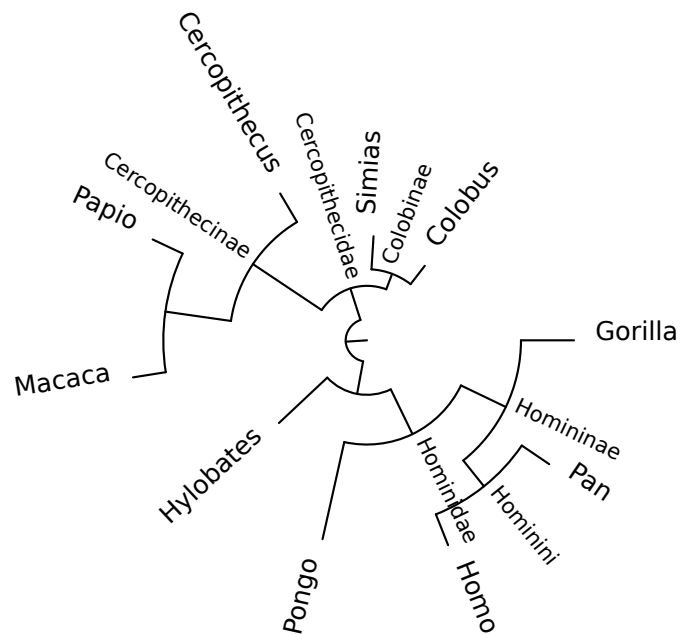 Cercopithecus
Cercopithecidae
Simias
Colobinae
Colobus
Cercopithecinae
Papio
Macaca
Gorilla
Homininae
Hylobates
Hominidae
Pan
Hominini
Pongo
Homo